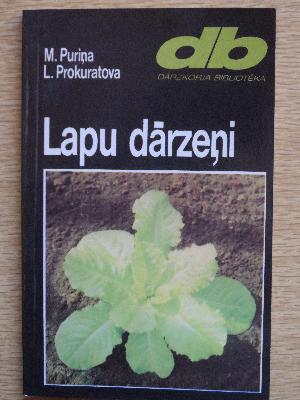 M. Puriņa
L. Prokuratova
db
DĀRZKOPJA BIBLIOTĒKA
Lapu dārzeņi